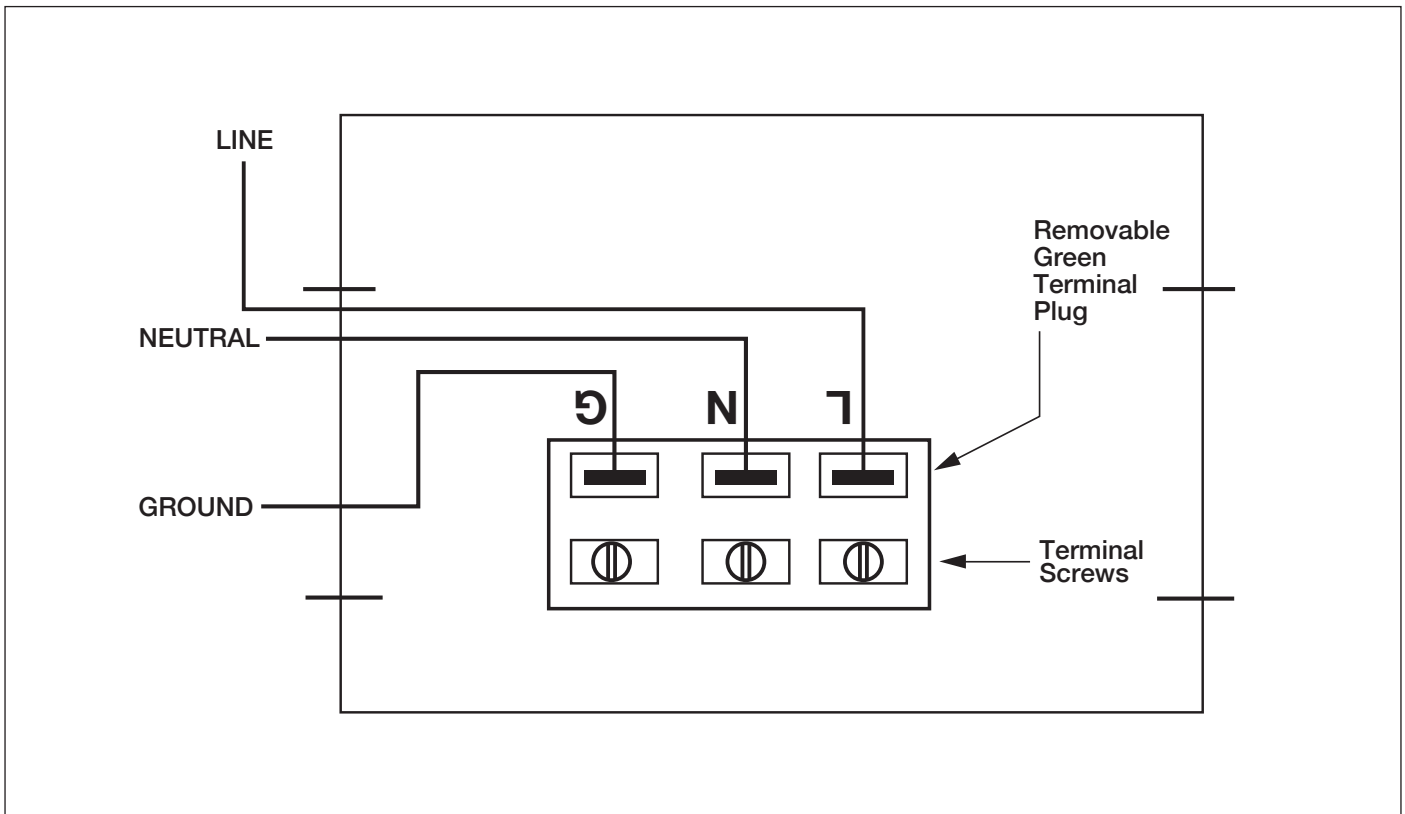 LINE
Removable
Green
Terminal
Plug
NEUTRAL
G N L
GROUND
Terminal
Screws